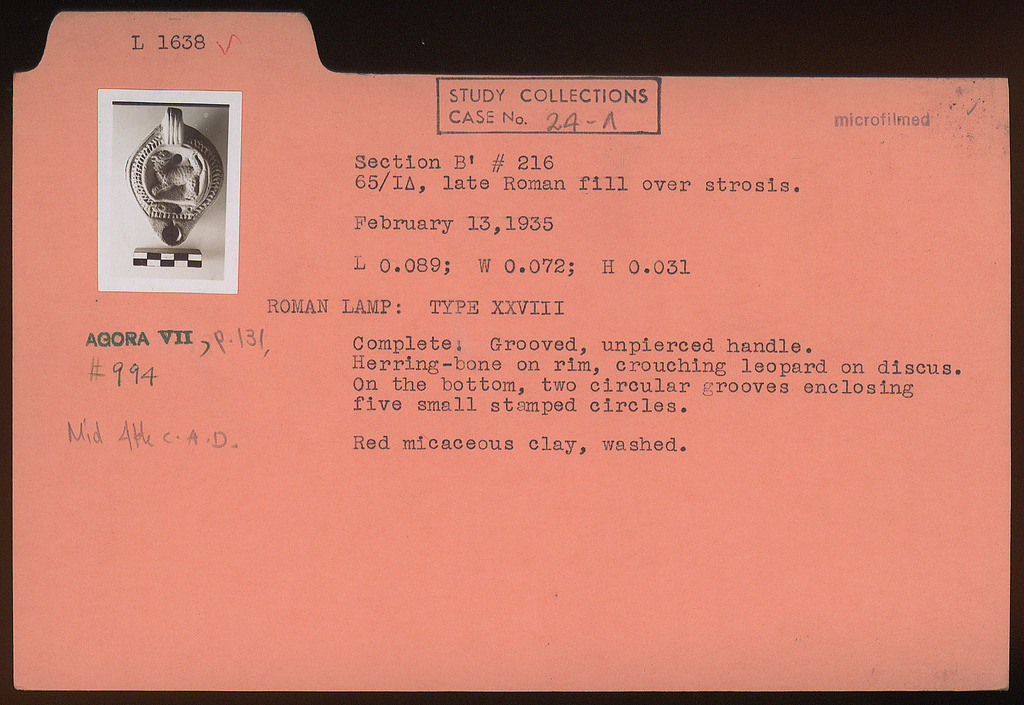 L 1638 ✓
STUDY COLLECTIONS
CASE No. 24-Λ
microfilmed
Section B' # 216
65/ΙΔ, late Roman fill over strosis.
February 13,1935
L 0.089; W 0.072; H 0.031
ROMAN LAMP: TYPE XXVIII
AGORA VII, p.131,
#994
Complete. Grooved, unpierced handle.
Herring-bone on rim, crouching leopard on discus.
On the bottom, two circular grooves enclosing
five small stamped circles.
Mid 4th c. A.D.
Red micaceous clay, washed.